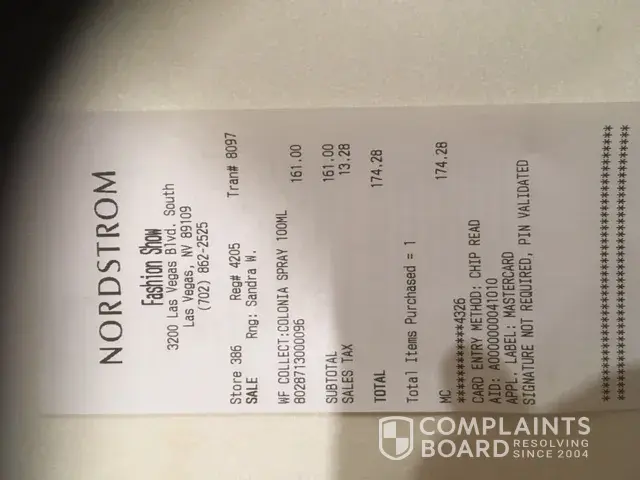 NORDSTROM
Fashion Show
3200 Las Vegas Blvd. South
Las Vegas, NV 89109
(702) 862-2525
Store 386 Reg# 4205 Tran# 8097
SALE Rng: Sandra W.
WF COLLECT:COLONIA SPRAY 100ML 161.00
8028713000096
SUBTOTAL 161.00
SALES TAX 13.28
TOTAL 174.28
Total Items Purchased = 1
MC 174.28
************4326
CARD ENTRY METHOD: CHIP READ
AID: A0000000041010
APPL. LABEL: MASTERCARD
SIGNATURE NOT REQUIRED, PIN VALIDATED
****************************************
****************************************
COMPLAINTS
BOARD RESOLVING
SINCE 2004